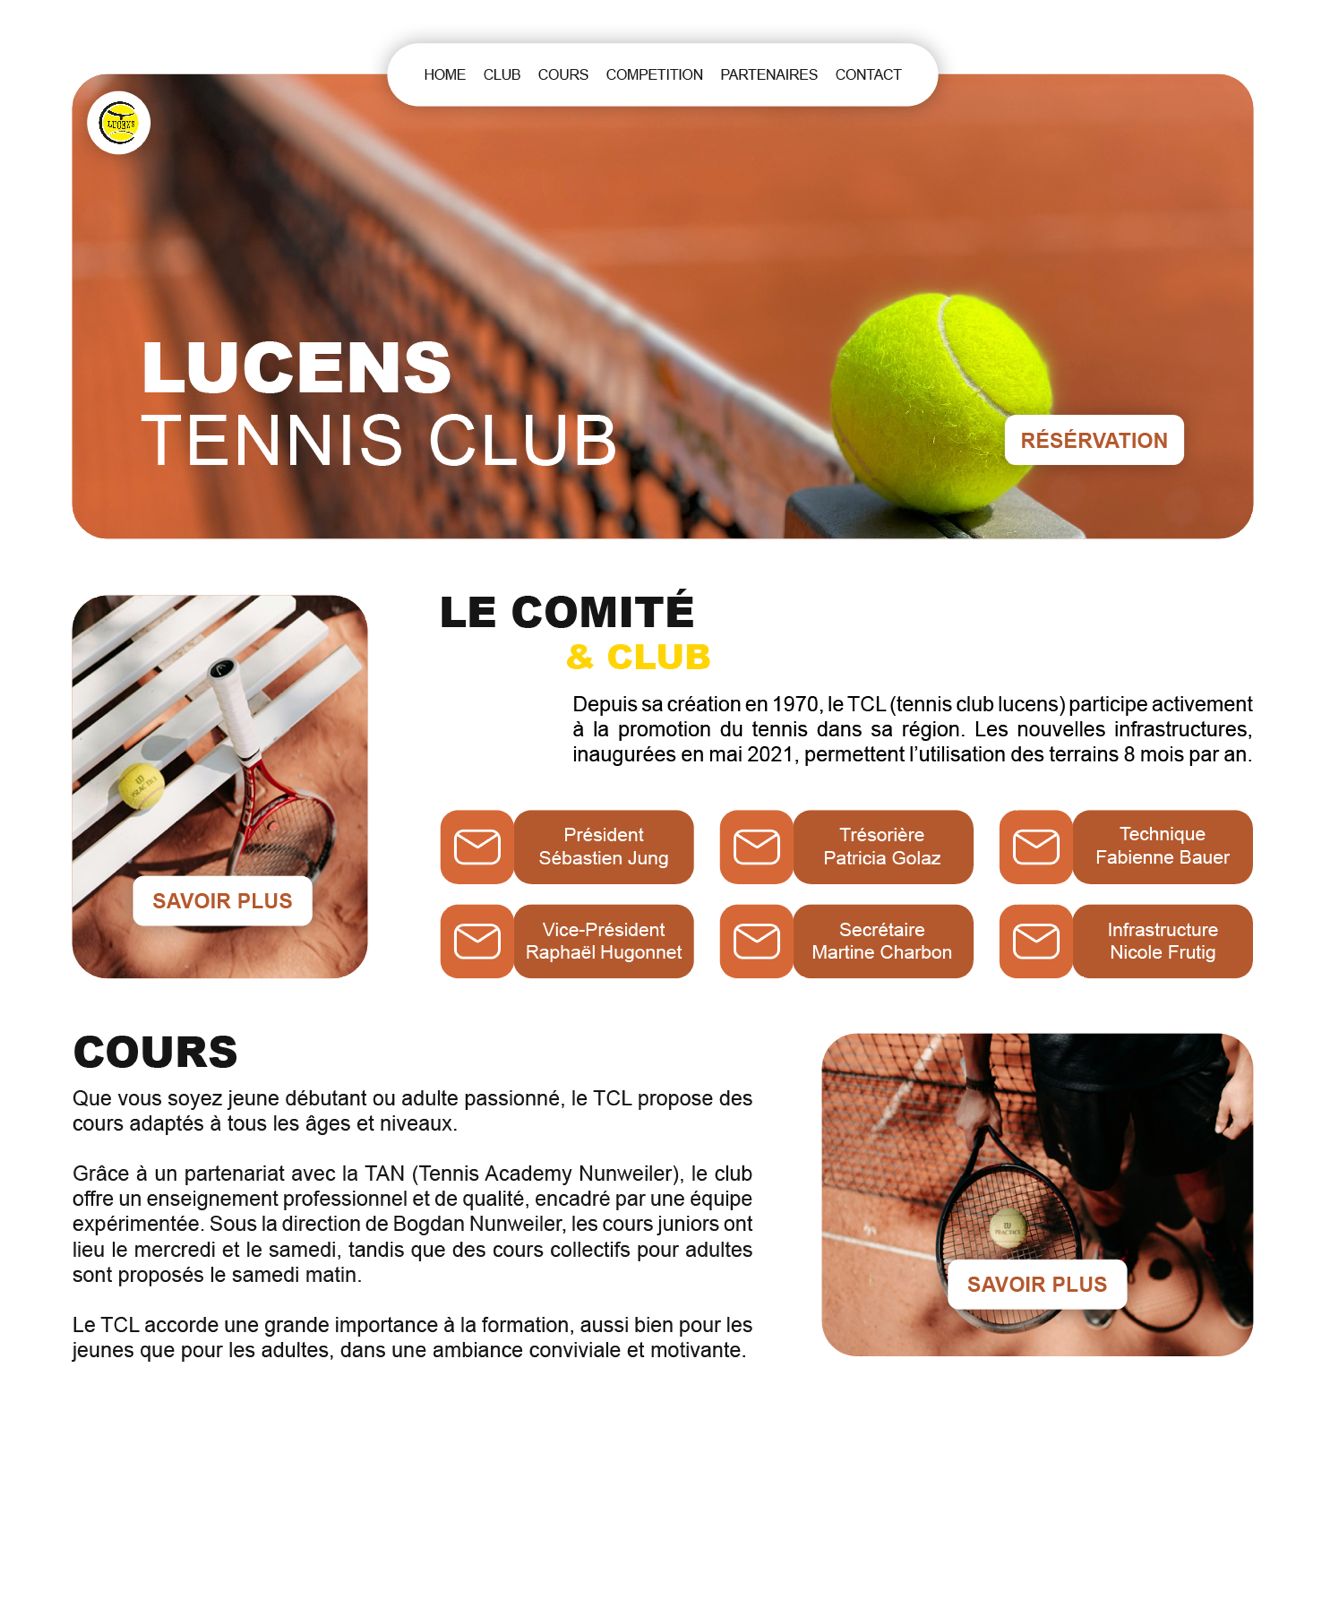 HOME CLUB COURS COMPETITION PARTENAIRES CONTACT
LUCENS
LUCENS
TENNIS CLUB
RÉSÉRVATION
LE COMITÉ
& CLUB
Depuis sa création en 1970, le TCL (tennis club lucens) participe activement
à la promotion du tennis dans sa région. Les nouvelles infrastructures,
inaugurées en mai 2021, permettent l’utilisation des terrains 8 mois par an.
PRACTICE
SAVOIR PLUS
Président
Sébastien Jung
Trésorière
Patricia Golaz
Technique
Fabienne Bauer
Vice-Président
Raphaël Hugonnet
Secrétaire
Martine Charbon
Infrastructure
Nicole Frutig
COURS
Que vous soyez jeune débutant ou adulte passionné, le TCL propose des
cours adaptés à tous les âges et niveaux.
Grâce à un partenariat avec la TAN (Tennis Academy Nunweiler), le club
offre un enseignement professionnel et de qualité, encadré par une équipe
expérimentée. Sous la direction de Bogdan Nunweiler, les cours juniors ont
lieu le mercredi et le samedi, tandis que des cours collectifs pour adultes
sont proposés le samedi matin.
Le TCL accorde une grande importance à la formation, aussi bien pour les
jeunes que pour les adultes, dans une ambiance conviviale et motivante.
PRACTICE
SAVOIR PLUS